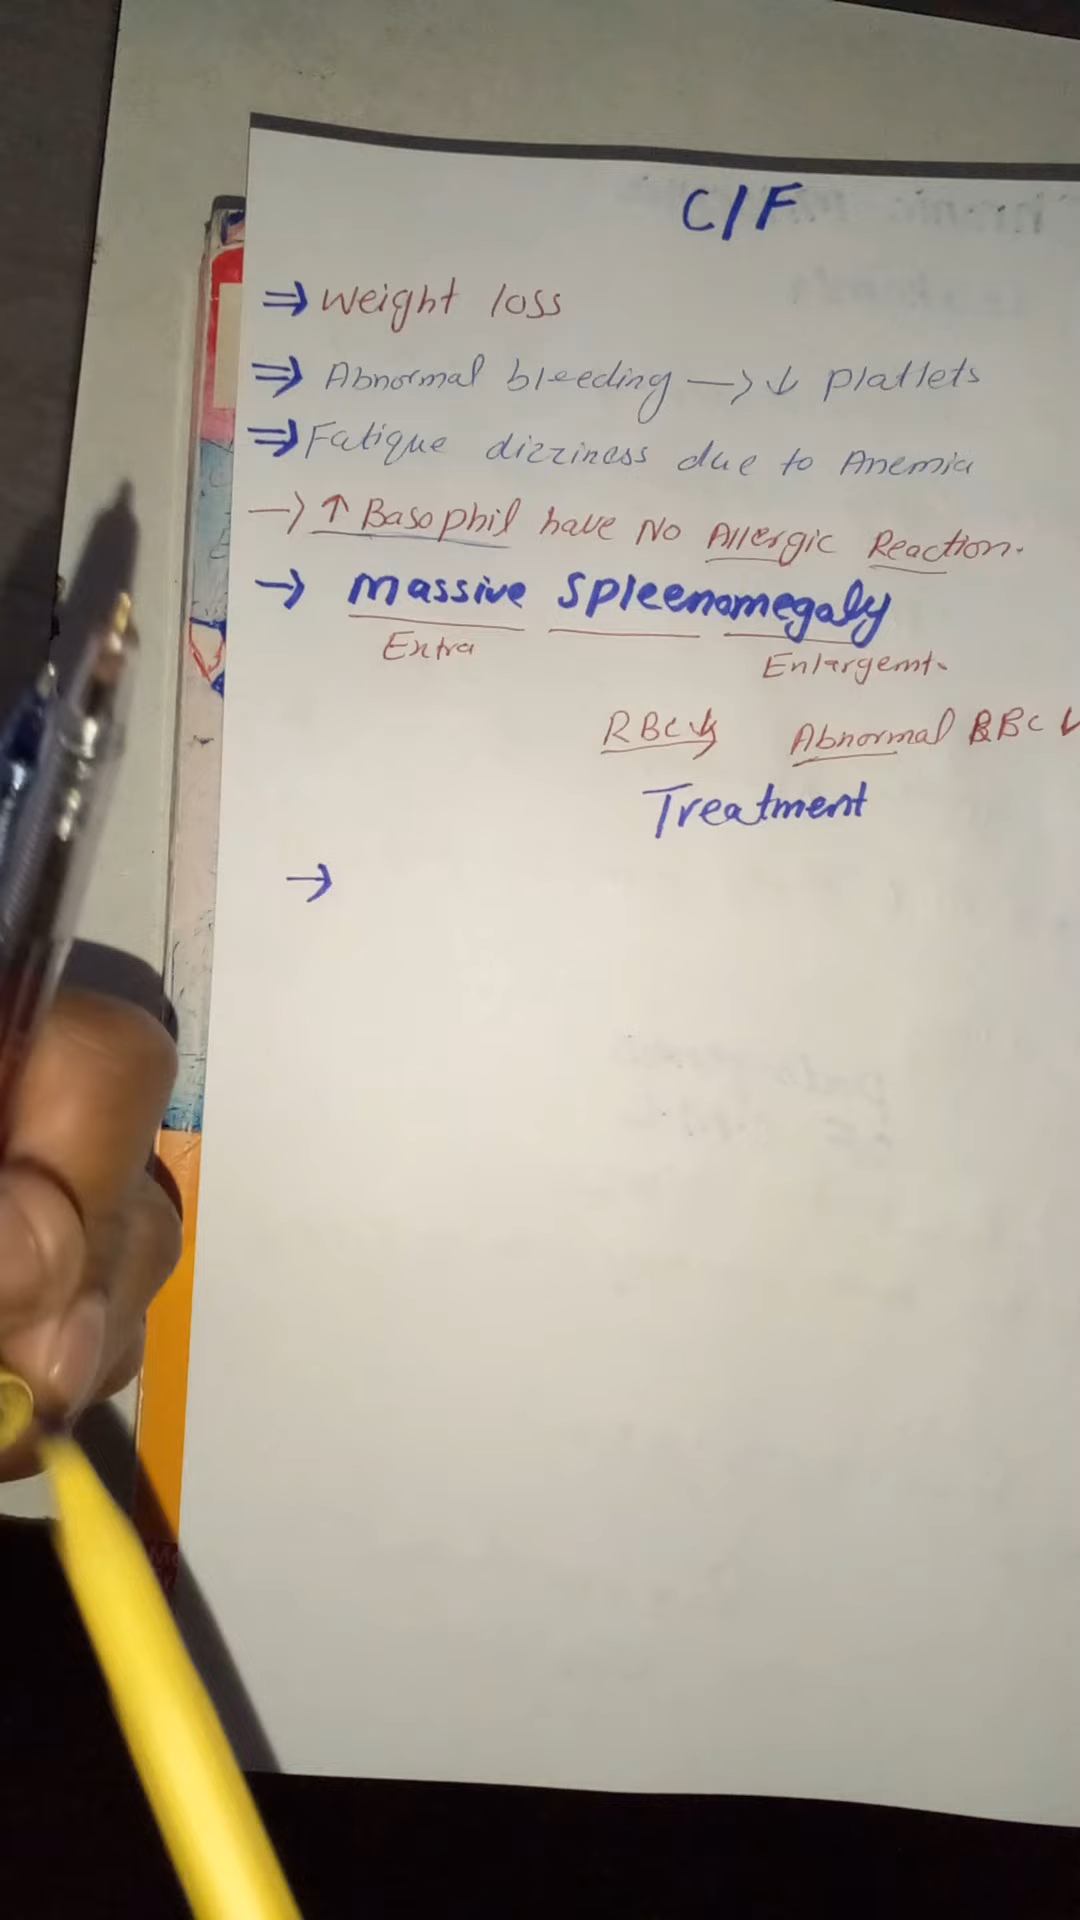 C/F
⇒ Weight loss
⇒ Abnormal bleeding → ↓ Platlets
⇒ Fatique dizziness due to Anemia
→ ↑ Basophil have No Allergic Reaction.
→ Massive Spleenomegaly
Extra Enlargemt.
RBC ↓ Abnormal RBC ↓
Treatment
→